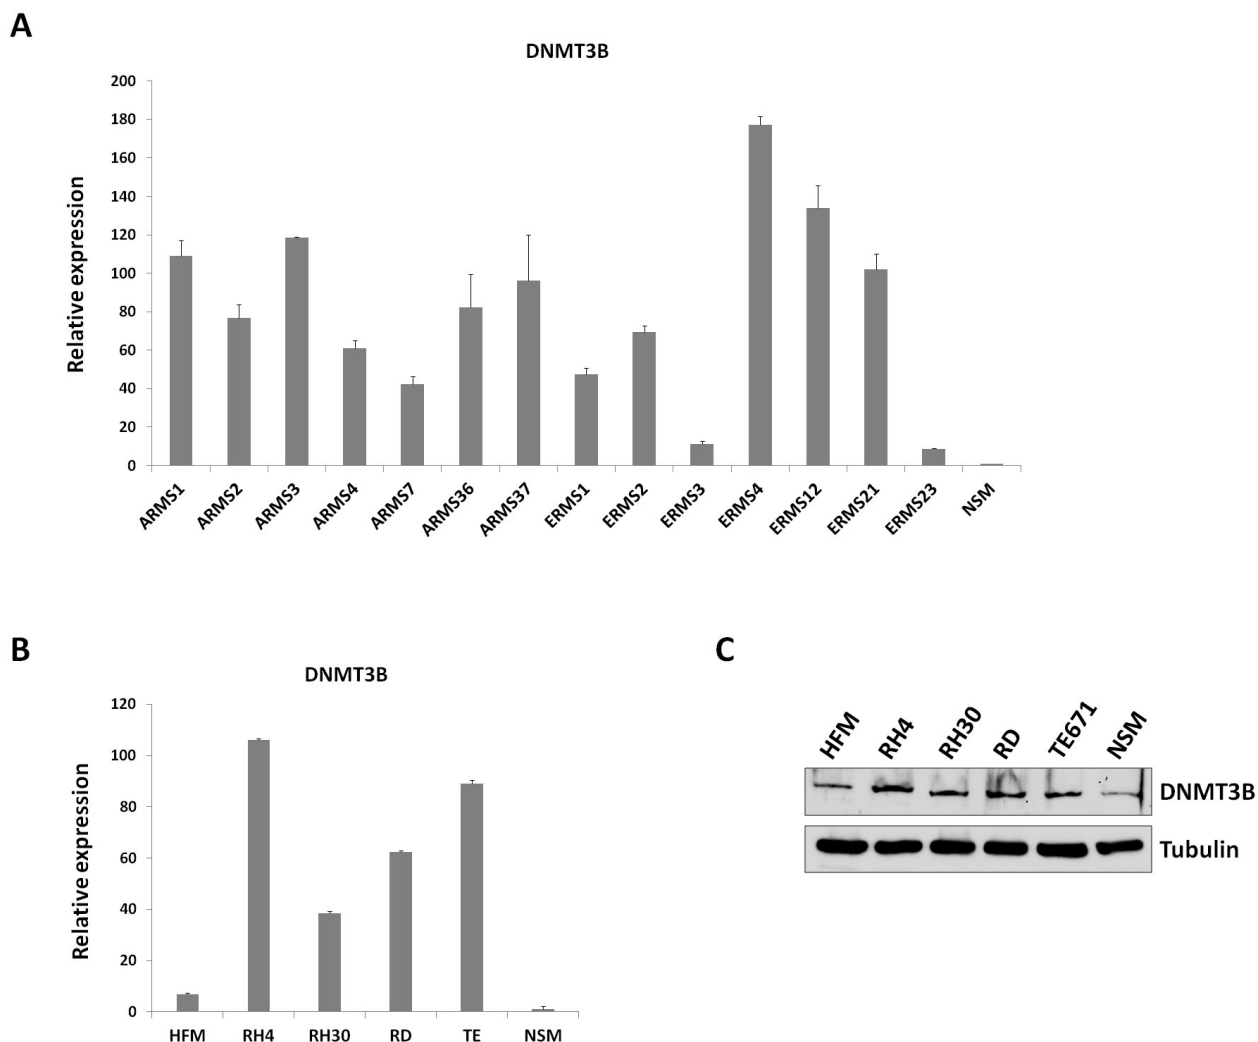 A
DNMT3B
Relative expression
200
180
160
140
120
100
80
60
40
20
0
ARMS1 ARMS2 ARMS3 ARMS4 ARMS7 ARMS36 ARMS37 ERMS1 ERMS2 ERMS3 ERMS4 ERMS12 ERMS21 ERMS23 NSM
B
DNMT3B
Relative expression
120
100
80
60
40
20
0
HFM RH4 RH30 RD TE NSM
C
HFM RH4 RH30 RD TE671 NSM
DNMT3B
Tubulin